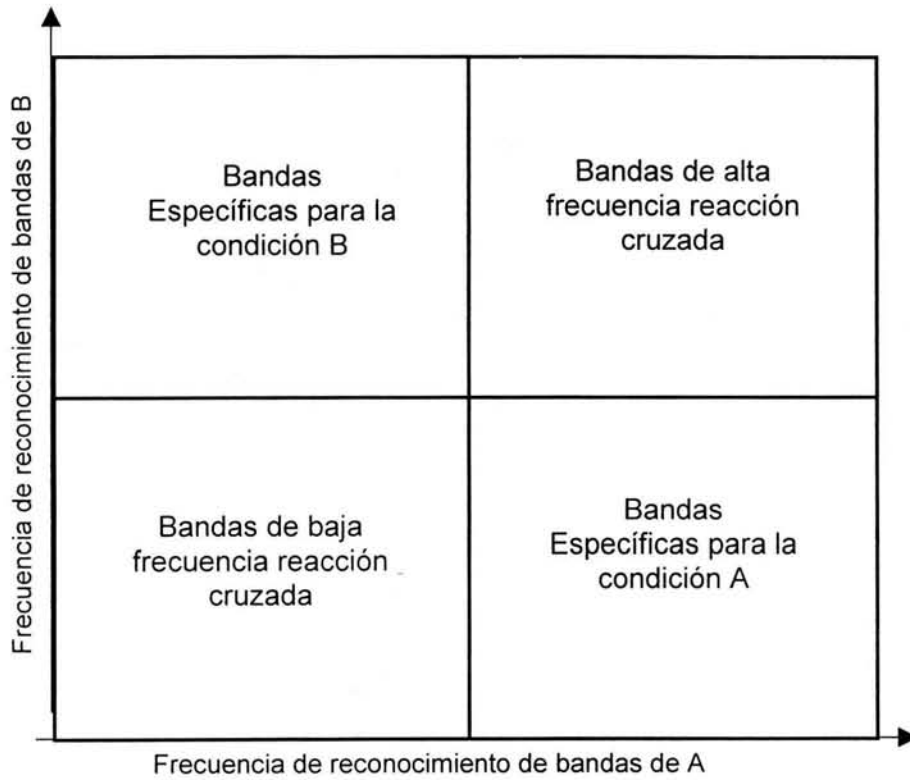 Frecuencia de reconocimiento de bandas de B
Bandas
Específicas para la
condición B
Bandas de alta
frecuencia reacción
cruzada
Bandas de baja
frecuencia reacción
cruzada
Bandas
Específicas para la
condición A
Frecuencia de reconocimiento de bandas de A